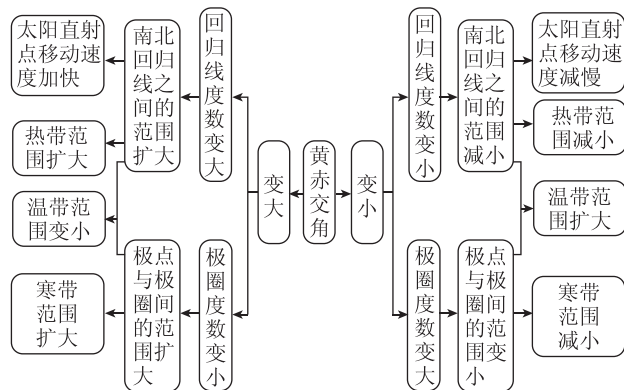 太阳直射
点移动速
度加快
热带范
围扩大
温带范
围变小
寒带
范围
扩大
南北回归线之间的范围扩大
极点与极圈间的范围扩大
回归线度数变大
极圈度数变小
变大
黄赤交角
变小
回归线度数变小
极圈度数变大
南北回归线之间的范围减小
极点与极圈间的范围变小
太阳直射
点移动速
度减慢
热带范
围减小
温带范
围扩大
寒带
范围
减小